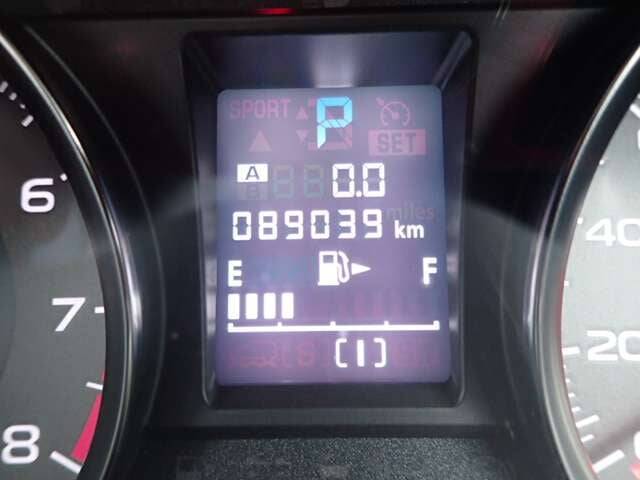 SPORT P
SET
A 0.0
B
miles
089039 km
E F
(1)
6
7
8
40
20